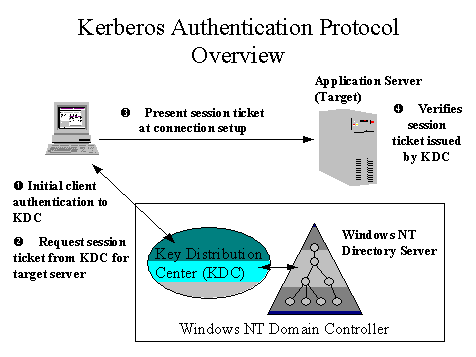 Kerberos Authentication Protocol
Overview
Application Server
(Target)
❸ Present session ticket
at connection setup
❹ Verifies
session
ticket issued
by KDC
❶ Initial client
authentication to
KDC
❷ Request session
ticket from KDC for
target server
Key Distribution
Center (KDC)
Windows NT
Directory Server
Windows NT Domain Controller